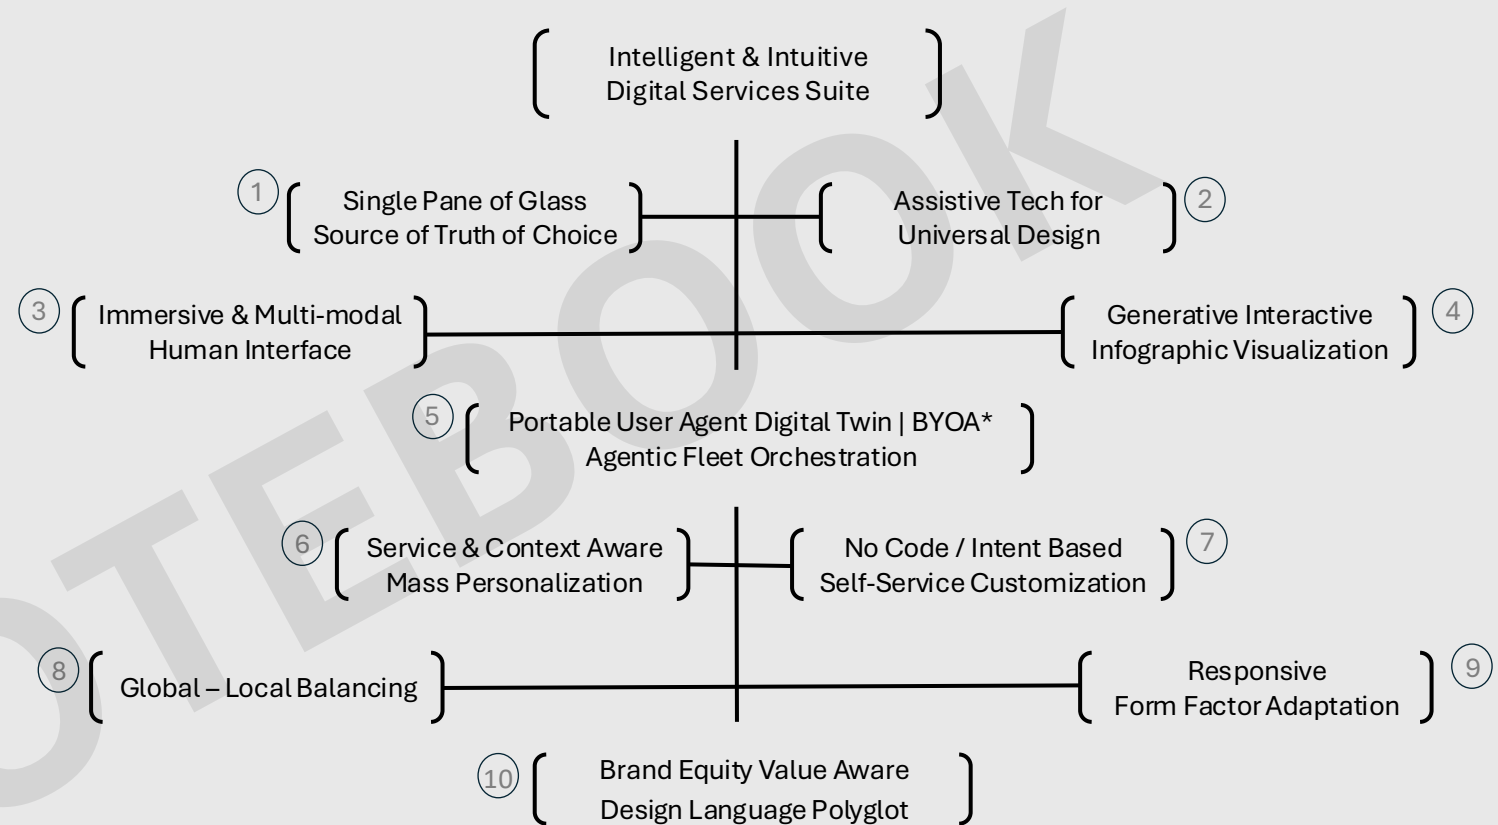 Intelligent & Intuitive
Digital Services Suite
1
Single Pane of Glass
Source of Truth of Choice
Assistive Tech for
Universal Design
2
3
Immersive & Multi-modal
Human Interface
Generative Interactive
Infographic Visualization
4
5
Portable User Agent Digital Twin | BYOA*
Agentic Fleet Orchestration
6
Service & Context Aware
Mass Personalization
No Code / Intent Based
Self-Service Customization
7
8
Global – Local Balancing
Responsive
Form Factor Adaptation
9
10
Brand Equity Value Aware
Design Language Polyglot
OTEBOOK